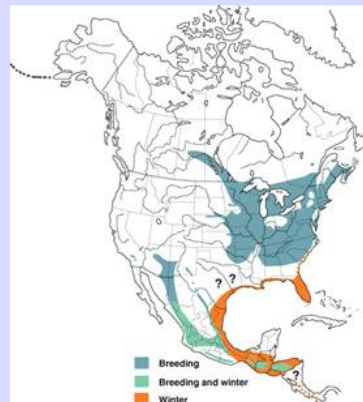 ? ?
?
Breeding
Breeding and winter
Winter